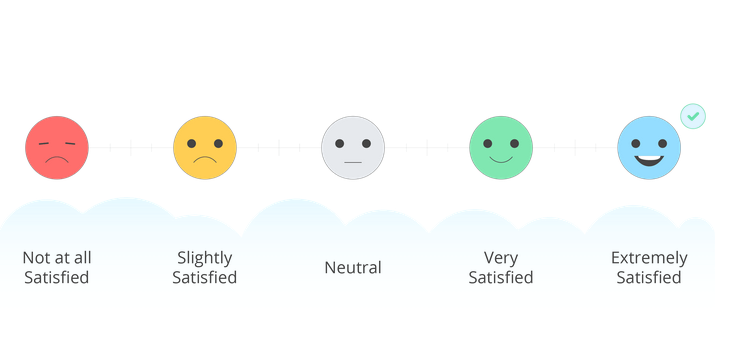 Not at all
Satisfied
Slightly
Satisfied
Neutral
Very
Satisfied
Extremely
Satisfied